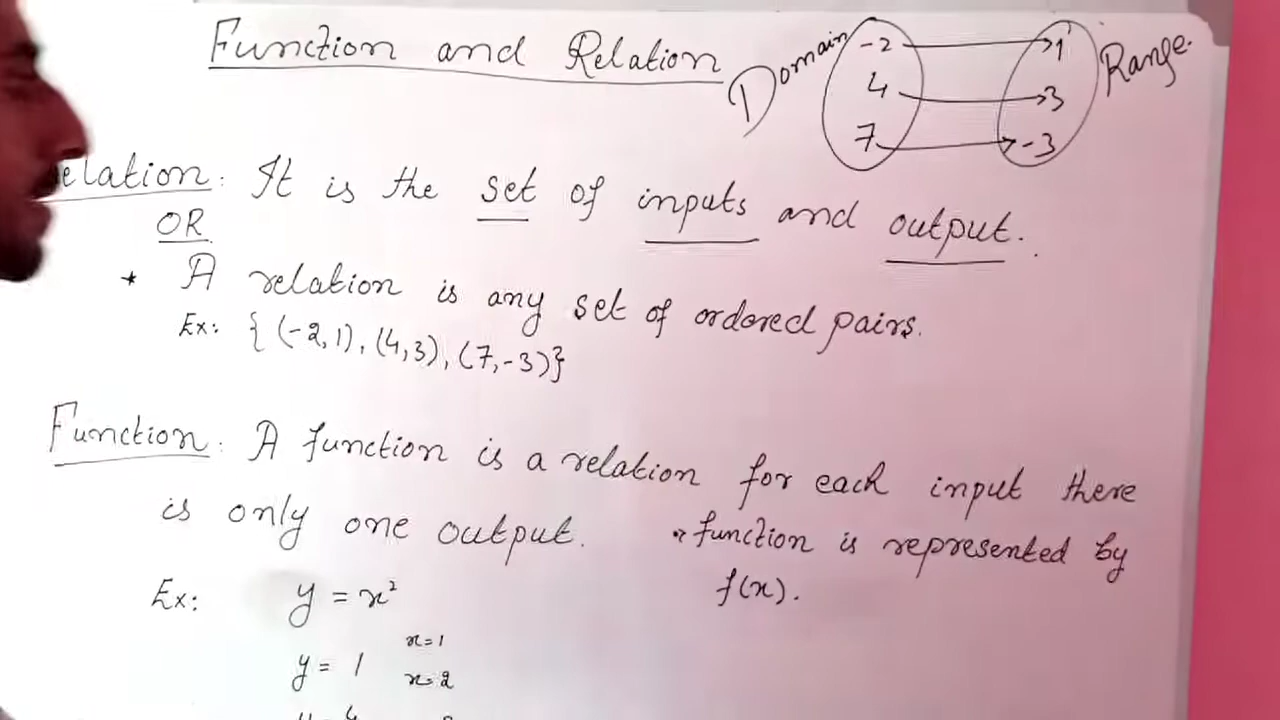 Function and Relation
Domain
-2
4
7
1
3
-3
Range
elation: It is the set of inputs and output.
OR
* A relation is any set of ordered pairs.
Ex: { (-2,1), (4,3), (7,-3)}
Function: A function is a relation for each input there
is only one output.
* function is represented by
f(x).
Ex: y = x²
x=1
y = 1
x=2